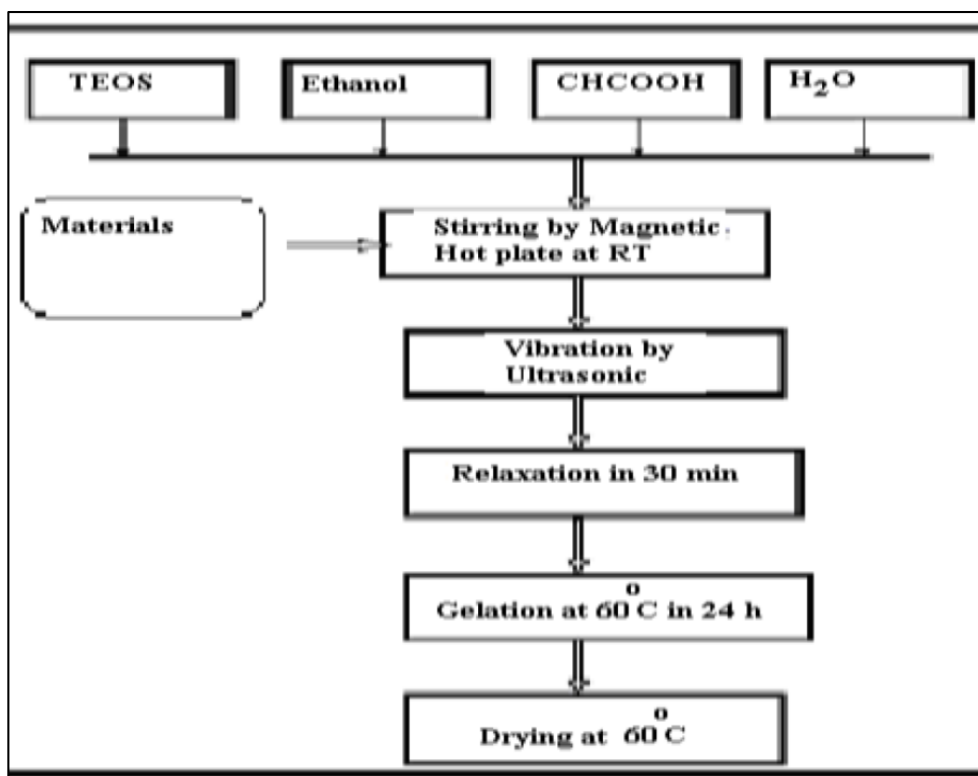 TEOS
Ethanol
CHCOOH
H₂O
Materials
Stirring by Magnetic
Hot plate at RT
Vibration by
Ultrasonic
Relaxation in 30 min
Gelation at 60°C in 24 h
Drying at 60°C